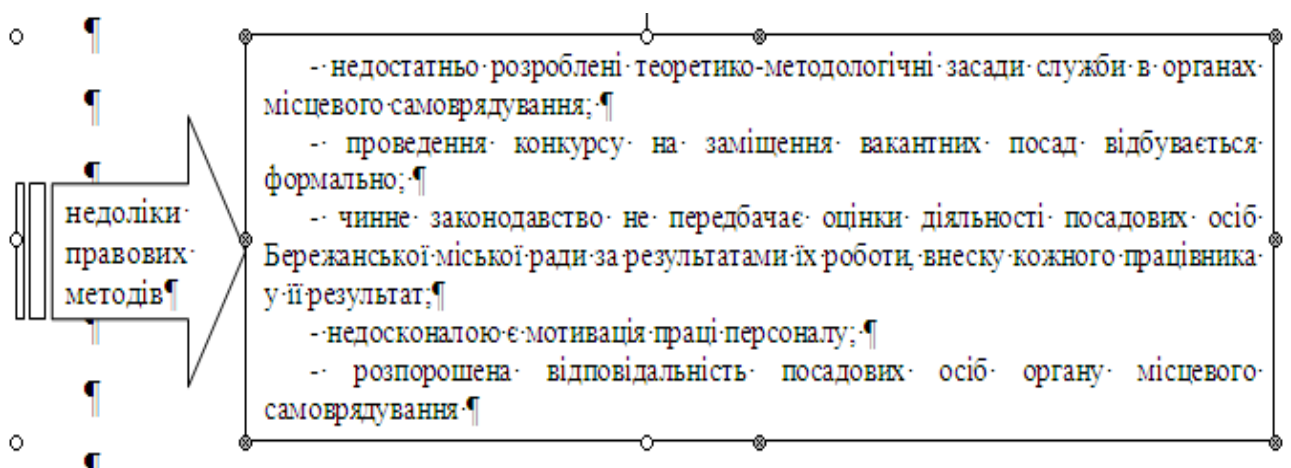 недоліки
правових
методів
- недостатньо розроблені теоретико-методологічні засади служби в органах
місцевого самоврядування;
- проведення конкурсу на заміщення вакантних посад відбувається
формально;
- чинне законодавство не передбачає оцінки діяльності посадових осіб
Бережанської міської ради за результатами їх роботи, внеску кожного працівника
у її результат;
- недосконалою є мотивація праці персоналу;
- розпорошена відповідальність посадових осіб органу місцевого
самоврядування